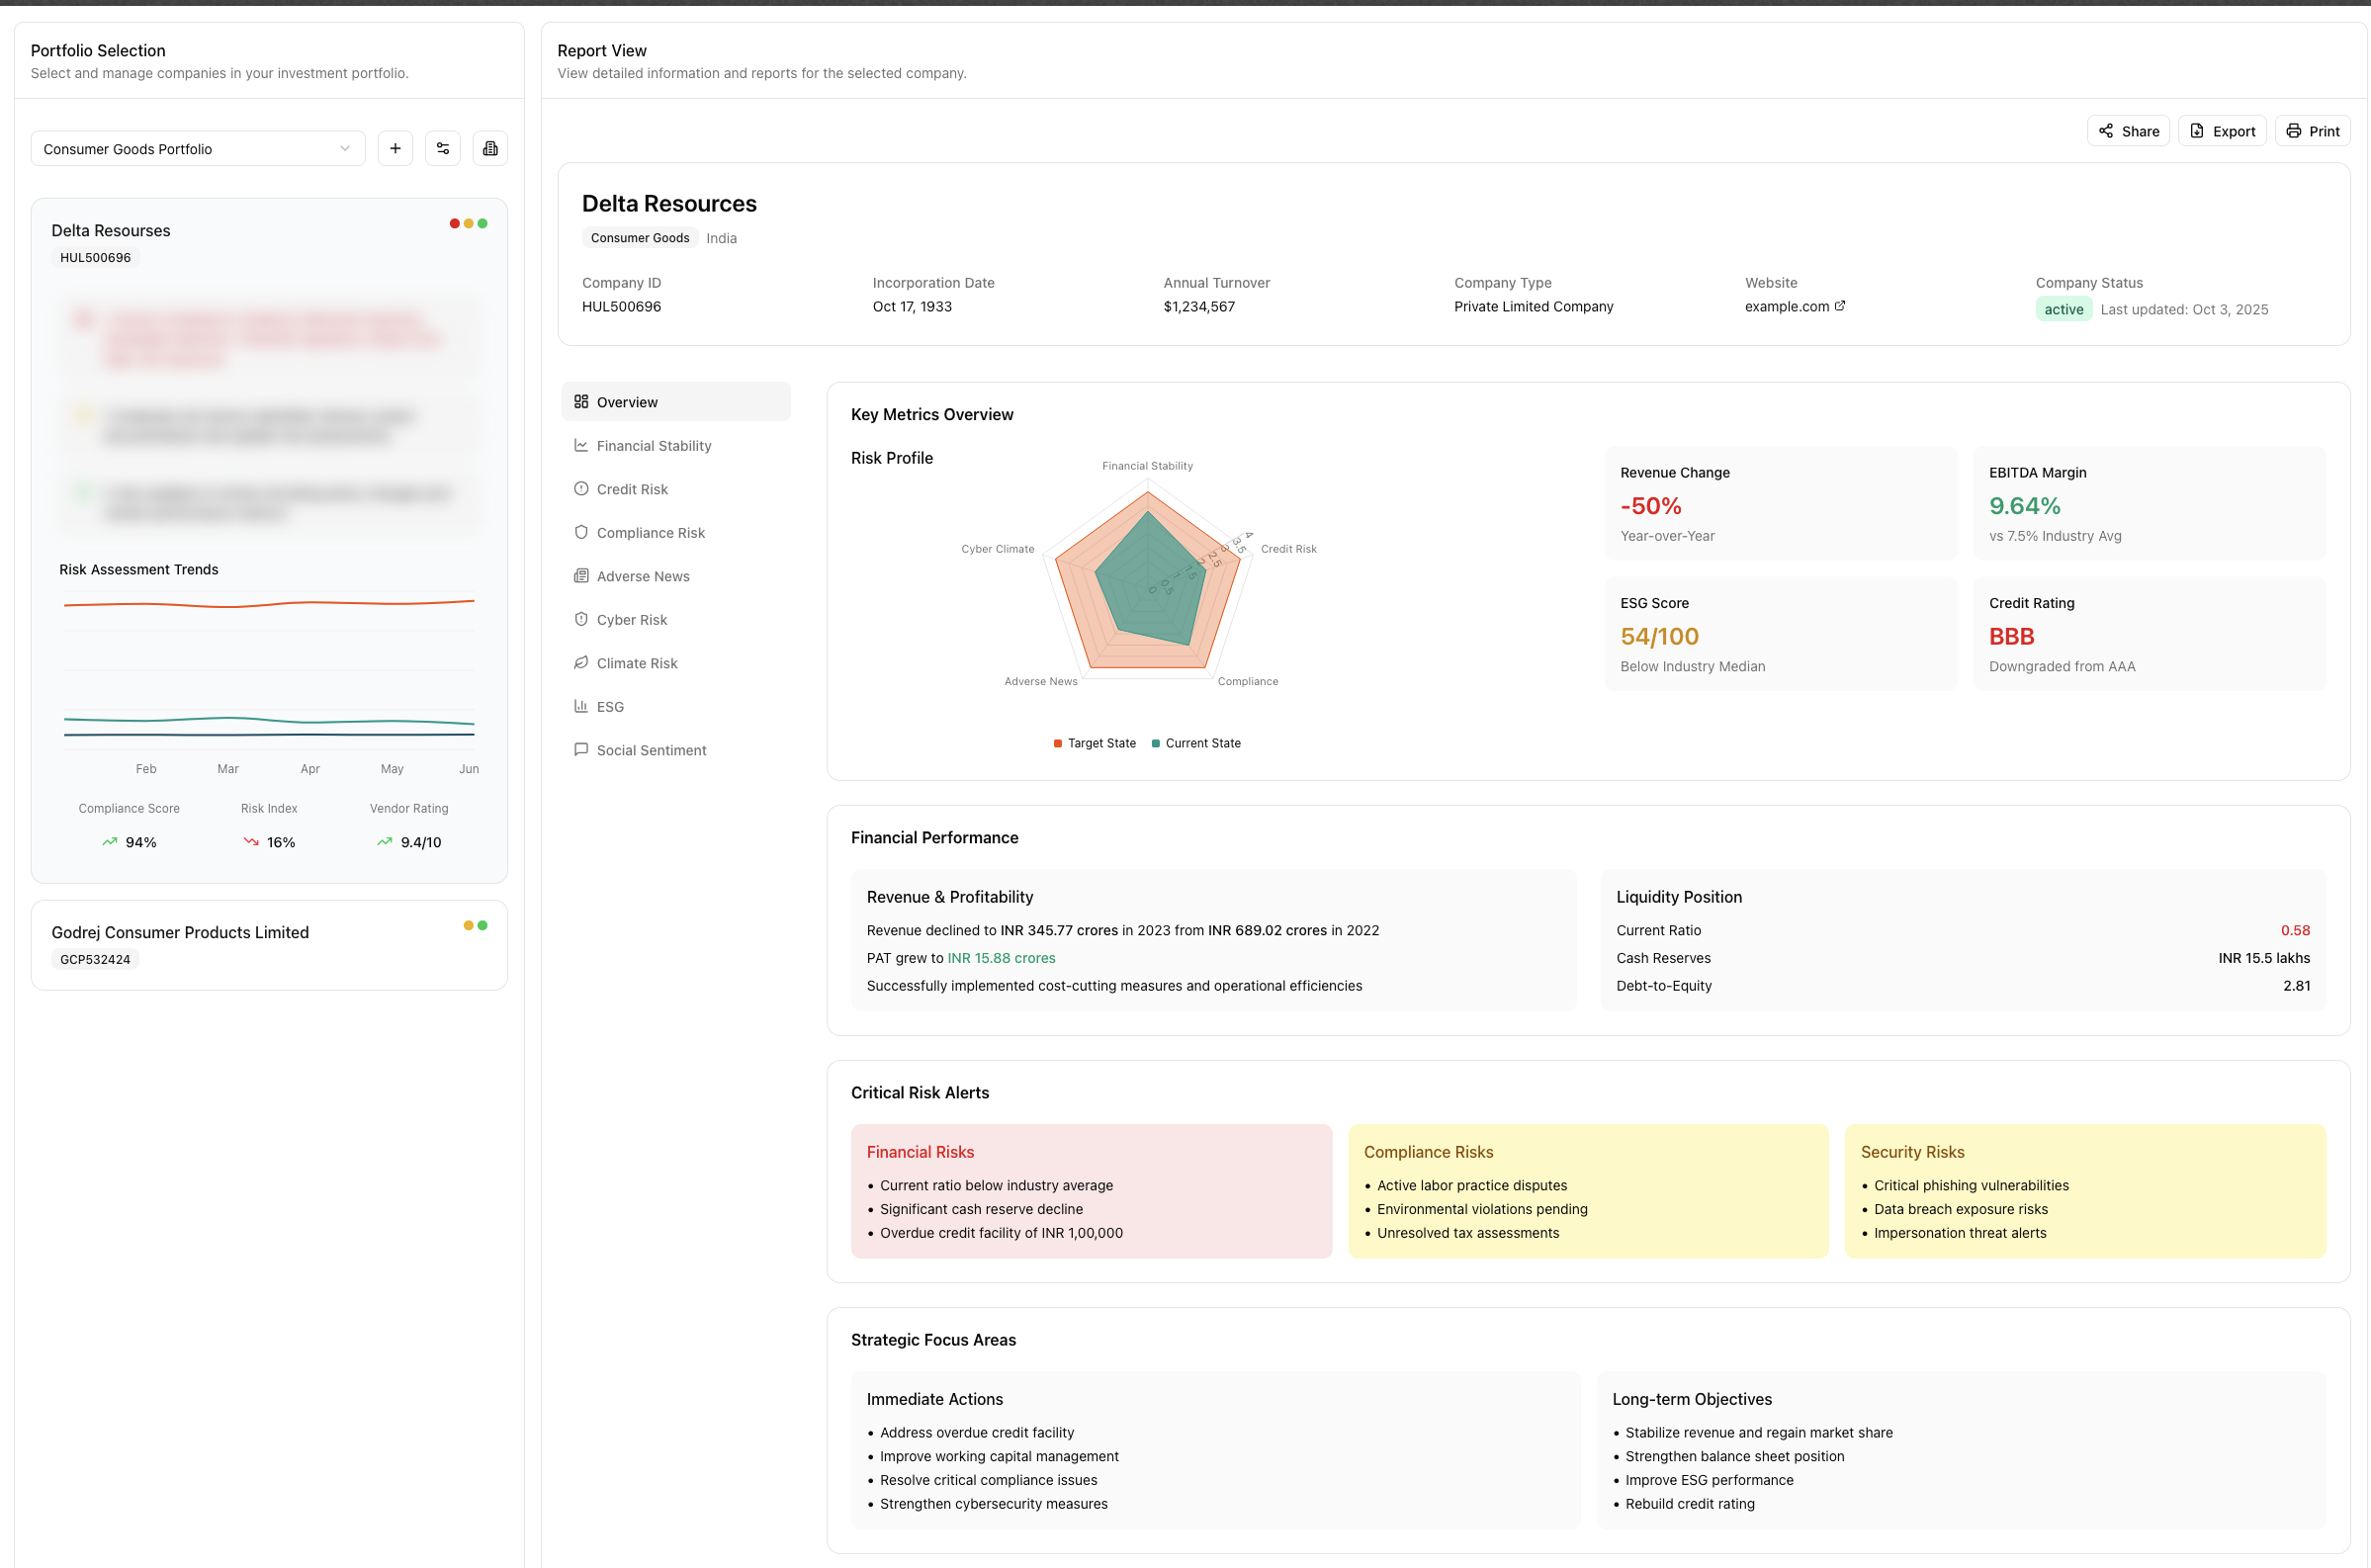 Portfolio Selection
Select and manage companies in your investment portfolio.
Consumer Goods Portfolio
Delta Resourses
HUL500696
Risk Assessment Trends
Feb Mar Apr May Jun
Compliance Score Risk Index Vendor Rating
94% 16% 9.4/10
Godrej Consumer Products Limited
GCP532424
Report View
View detailed information and reports for the selected company.
Share Export Print
Delta Resources
Consumer Goods India
Company ID Incorporation Date Annual Turnover Company Type Website Company Status
HUL500696 Oct 17, 1933 $1,234,567 Private Limited Company example.com active Last updated: Oct 3, 2025
Overview
Financial Stability
Credit Risk
Compliance Risk
Adverse News
Cyber Risk
Climate Risk
ESG
Social Sentiment
Key Metrics Overview
Risk Profile
Financial Stability
Cyber Climate
Credit Risk
0 0.5 1 1.5 2 2.5 3 3.5 4
Adverse News
Compliance
Target State Current State
Revenue Change
-50%
Year-over-Year
EBITDA Margin
9.64%
vs 7.5% Industry Avg
ESG Score
54/100
Below Industry Median
Credit Rating
BBB
Downgraded from AAA
Financial Performance
Revenue & Profitability
Revenue declined to INR 345.77 crores in 2023 from INR 689.02 crores in 2022
PAT grew to INR 15.88 crores
Successfully implemented cost-cutting measures and operational efficiencies
Liquidity Position
Current Ratio 0.58
Cash Reserves INR 15.5 lakhs
Debt-to-Equity 2.81
Critical Risk Alerts
Financial Risks
• Current ratio below industry average
• Significant cash reserve decline
• Overdue credit facility of INR 1,00,000
Compliance Risks
• Active labor practice disputes
• Environmental violations pending
• Unresolved tax assessments
Security Risks
• Critical phishing vulnerabilities
• Data breach exposure risks
• Impersonation threat alerts
Strategic Focus Areas
Immediate Actions
• Address overdue credit facility
• Improve working capital management
• Resolve critical compliance issues
• Strengthen cybersecurity measures
Long-term Objectives
• Stabilize revenue and regain market share
• Strengthen balance sheet position
• Improve ESG performance
• Rebuild credit rating